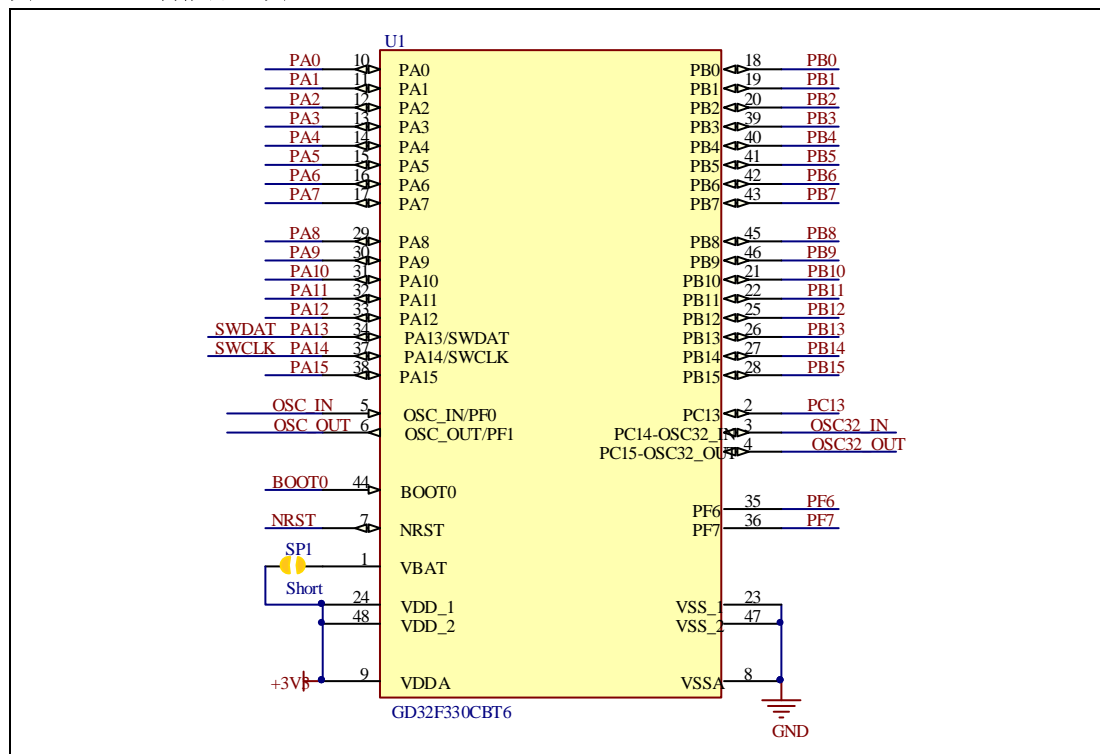 U1
PA0 10 PA0 PB0 18 PB0
PA1 11 PA1 PB1 19 PB1
PA2 12 PA2 PB2 20 PB2
PA3 13 PA3 PB3 39 PB3
PA4 14 PA4 PB4 40 PB4
PA5 15 PA5 PB5 41 PB5
PA6 16 PA6 PB6 42 PB6
PA7 17 PA7 PB7 43 PB7
PA8 29 PA8 PB8 45 PB8
PA9 30 PA9 PB9 46 PB9
PA10 31 PA10 PB10 21 PB10
PA11 32 PA11 PB11 22 PB11
PA12 33 PA12 PB12 25 PB12
SWDAT PA13 34 PA13/SWDAT PB13 26 PB13
SWCLK PA14 37 PA14/SWCLK PB14 27 PB14
PA15 38 PA15 PB15 28 PB15
OSC_IN 5 OSC_IN/PF0 PC13 2 PC13
OSC_OUT 6 OSC_OUT/PF1 PC14-OSC32_IN 3 OSC32_IN
PC15-OSC32_OUT 4 OSC32_OUT
BOOT0 44 BOOT0
PF6 35 PF6
NRST 7 NRST PF7 36 PF7
SP1 1 VBAT
Short
24 VDD_1 VSS_1 23
48 VDD_2 VSS_2 47
+3V3 9 VDDA VSSA 8
GD32F330CBT6
GND